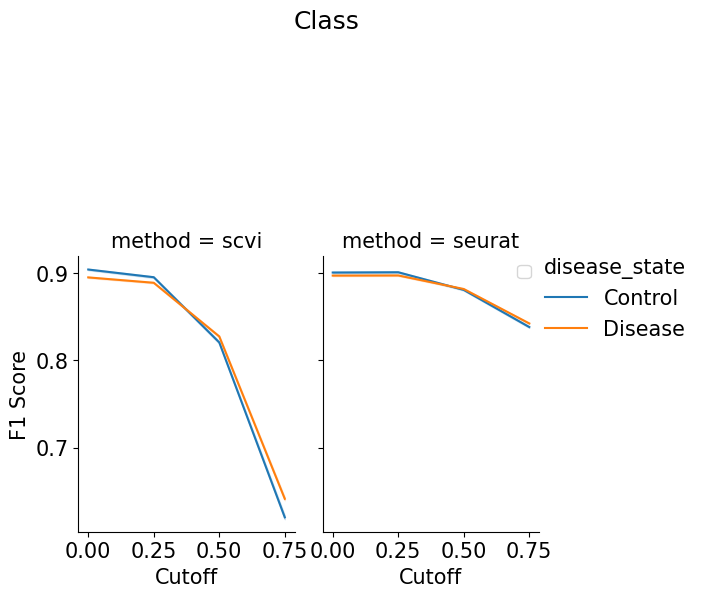 Class
method = scvi
method = seurat
disease_state
Control
Disease
F1 Score
0.9
0.8
0.7
0.00 0.25 0.50 0.75
0.00 0.25 0.50 0.75
Cutoff
Cutoff